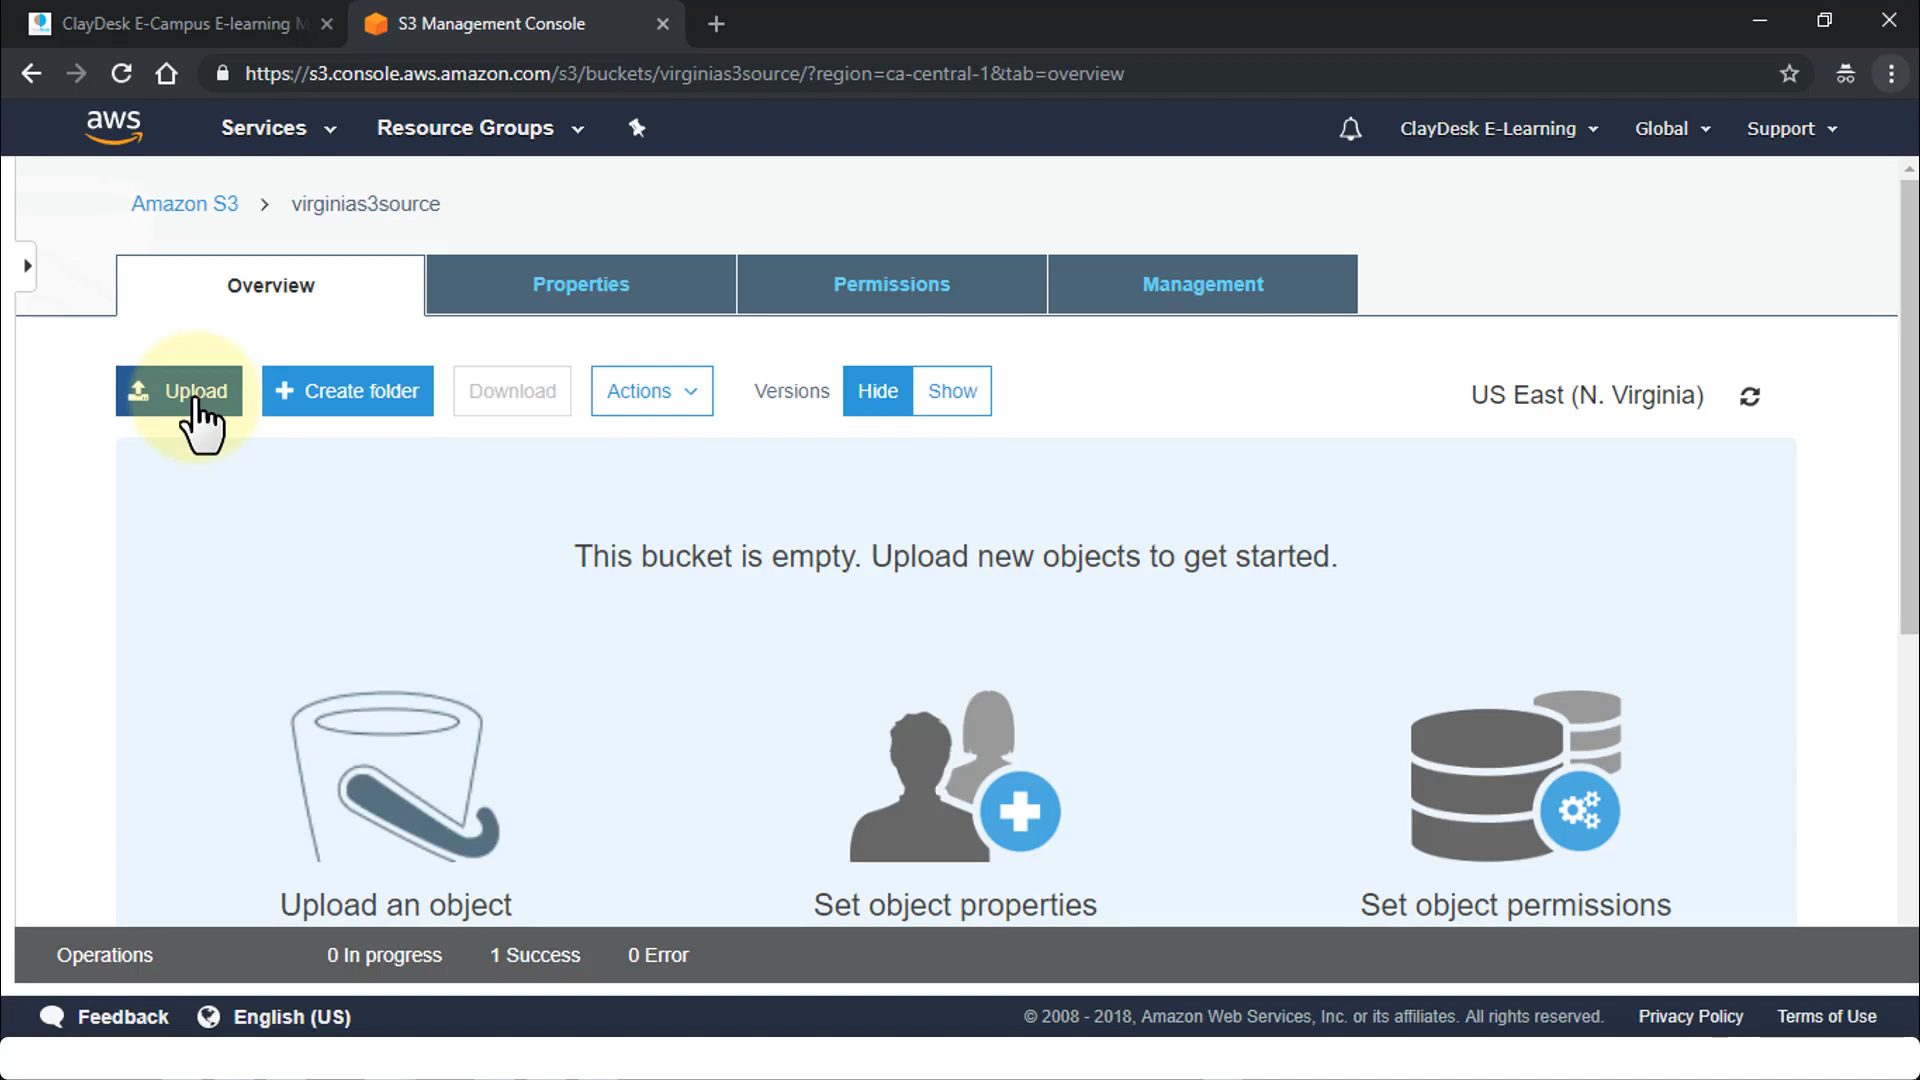 ClayDesk E-Campus E-learning M
S3 Management Console
https://s3.console.aws.amazon.com/s3/buckets/virginias3source/?region=ca-central-1&tab=overview
aws
Services
Resource Groups
ClayDesk E-Learning
Global
Support
Amazon S3
virginias3source
Overview
Properties
Permissions
Management
Upload
Create folder
Download
Actions
Versions
Hide
Show
US East (N. Virginia)
This bucket is empty. Upload new objects to get started.
Upload an object
Set object properties
Set object permissions
Operations
0 In progress
1 Success
0 Error
Feedback
English (US)
© 2008 - 2018, Amazon Web Services, Inc. or its affiliates. All rights reserved.
Privacy Policy
Terms of Use